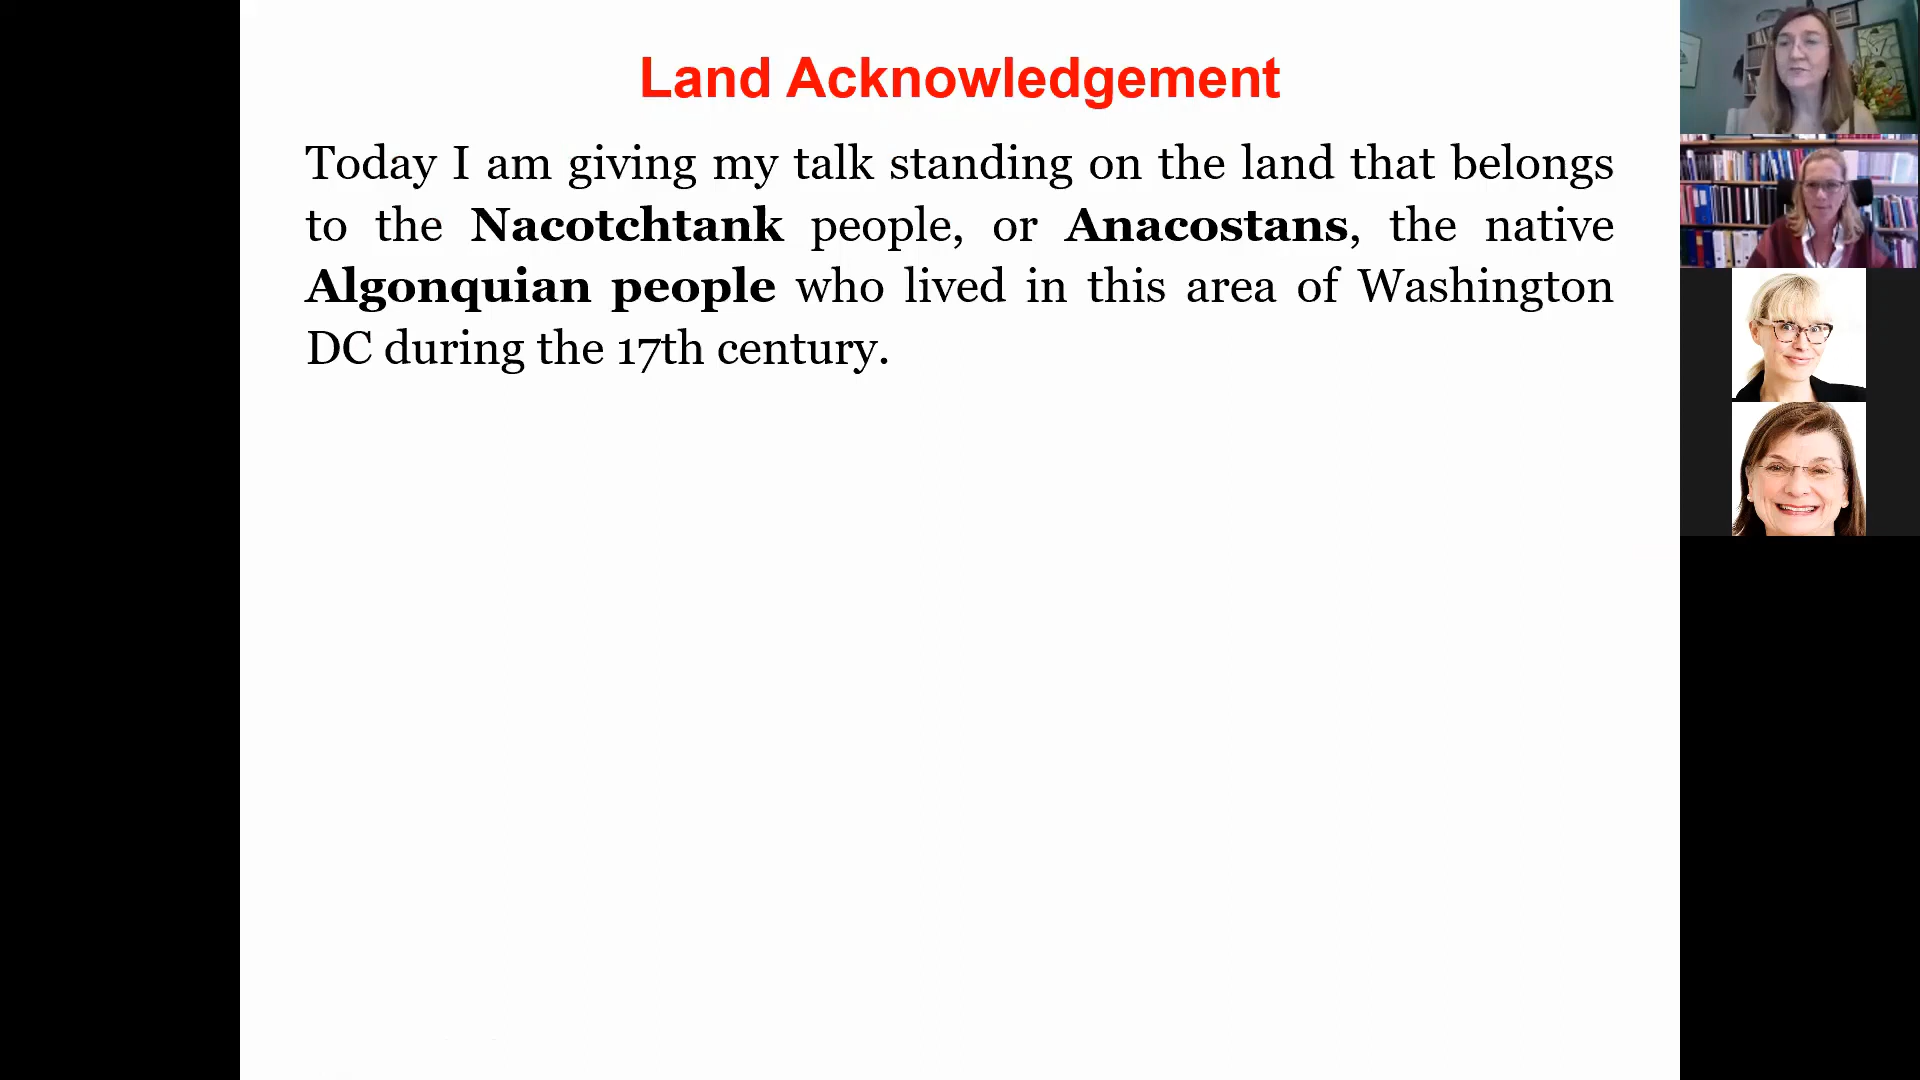 Land Acknowledgement
Today I am giving my talk standing on the land that belongs
to the Nacotchtank people, or Anacostans, the native
Algonquian people who lived in this area of Washington
DC during the 17th century.